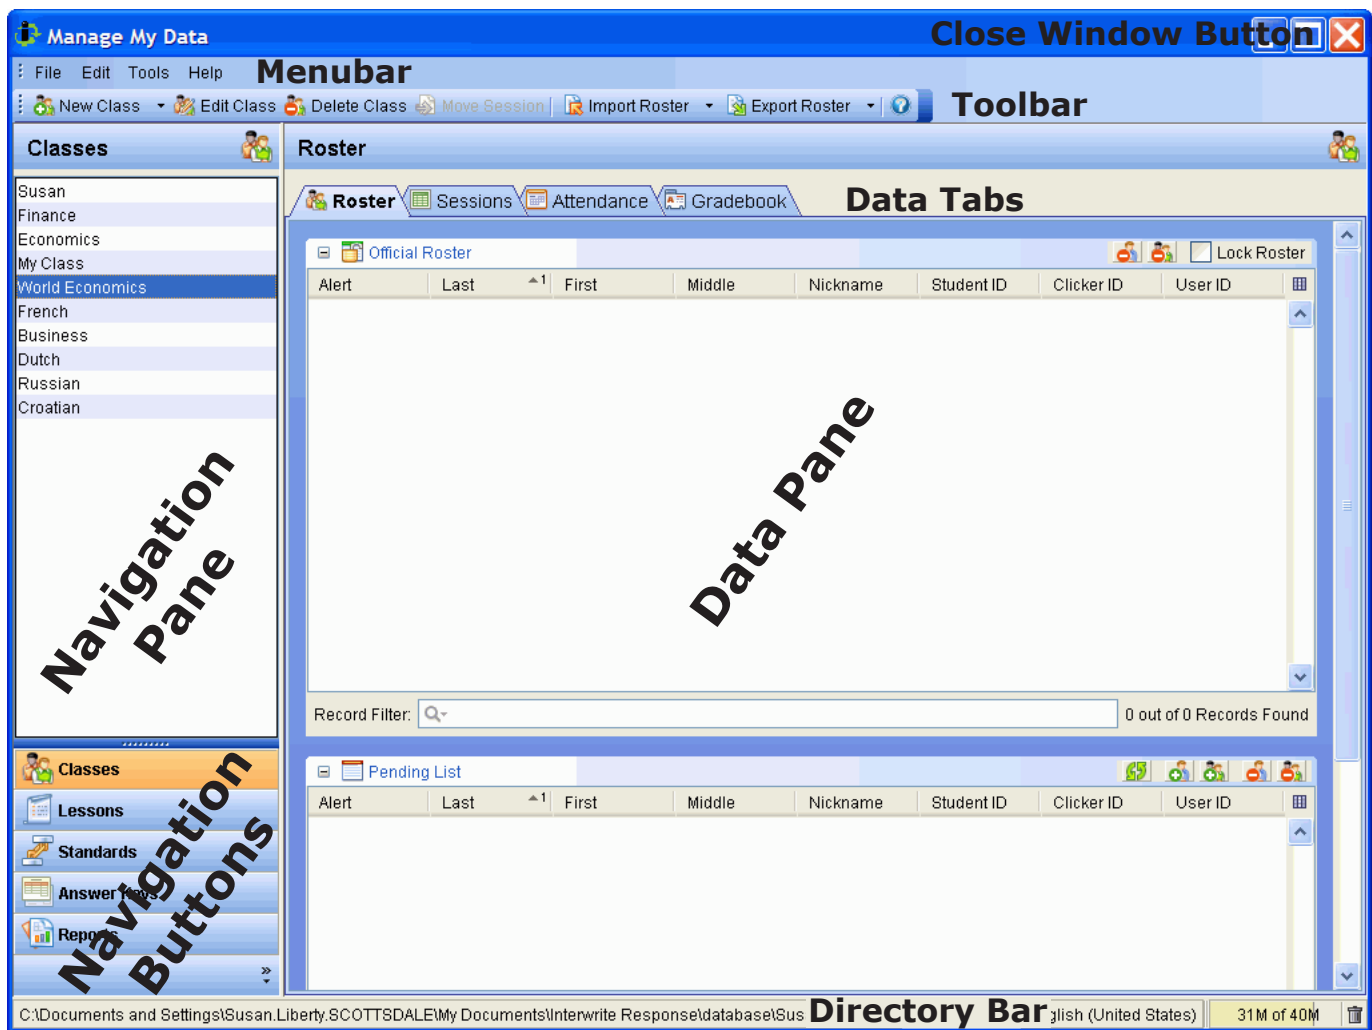 Manage My Data
Close Window Button
File Edit Tools Help
Menubar
New Class Edit Class Delete Class Move Session Import Roster Export Roster
Toolbar
Classes
Roster
Susan
Finance
Economics
My Class
World Economics
French
Business
Dutch
Russian
Croatian
Navigation
Pane
Roster Sessions Attendance Gradebook
Data Tabs
Official Roster
Lock Roster
Alert Last 1 First Middle Nickname Student ID Clicker ID User ID
Data Pane
Record Filter:
0 out of 0 Records Found
Pending List
Alert Last 1 First Middle Nickname Student ID Clicker ID User ID
Classes
Lessons
Standards
Answer Keys
Reports
Navigation
Buttons
C:\Documents and Settings\Susan.Liberty.SCOTTSDALE\My Documents\Interwrite Response\database\Sus
Directory Bar
glish (United States)
31M of 40M